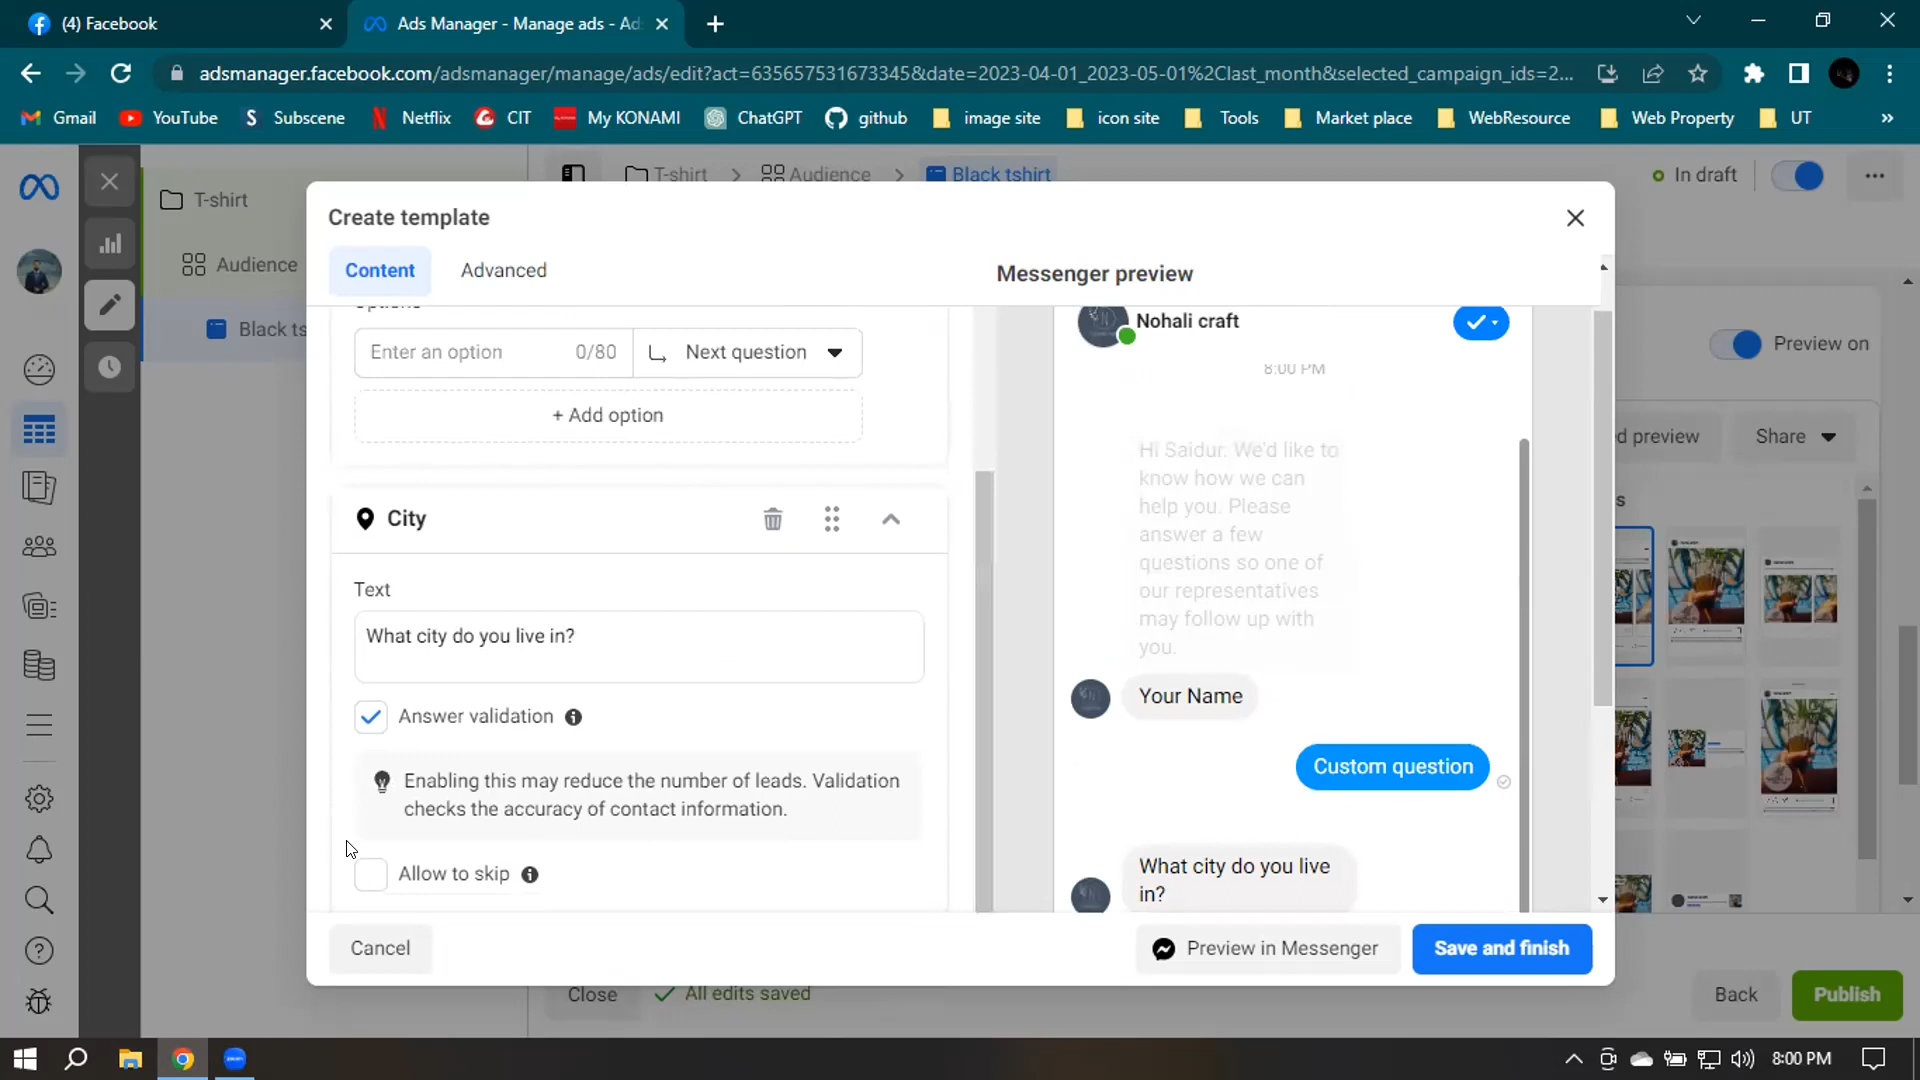 (4) Facebook
Ads Manager - Manage ads - Ad
adsmanager.facebook.com/adsmanager/manage/ads/edit?act=635657531673345&date=2023-04-01_2023-05-01%2Clast_month&selected_campaign_ids=2...
Gmail
YouTube
Subscene
Netflix
CIT
My KONAMI
ChatGPT
github
image site
icon site
Tools
Market place
WebResource
Web Property
UT
»
T-shirt
Audience
Black ts
T-shirt
Audience
Black tshirt
In draft
Create template
Content
Advanced
Messenger preview
Options
Enter an option
0/80
Next question
+ Add option
City
Text
What city do you live in?
Answer validation
Enabling this may reduce the number of leads. Validation
checks the accuracy of contact information.
Allow to skip
Nohali craft
8:00 PM
Hi Saidur. We'd like to
know how we can
help you. Please
answer a few
questions so one of
our representatives
may follow up with
you.
Your Name
Custom question
What city do you live
in?
Cancel
Preview in Messenger
Save and finish
Preview on
d preview
Share
s
Close
All edits saved
Back
Publish
8:00 PM